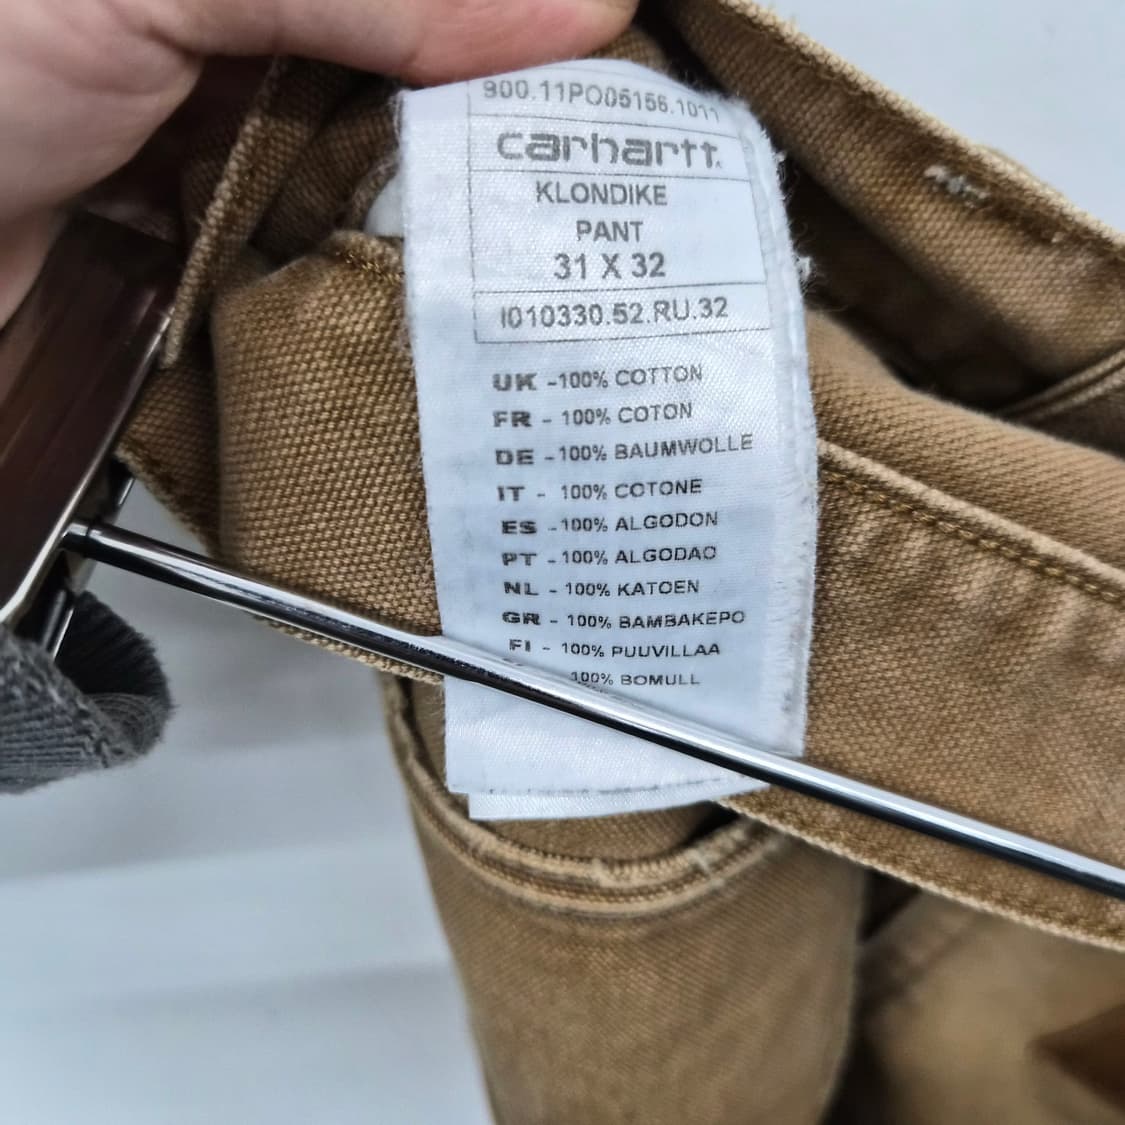 900.11PO05156.1011
carhartt
KLONDIKE
PANT
31 X 32
I010330.52.RU.32
UK -100% COTTON
FR - 100% COTON
DE -100% BAUMWOLLE
IT - 100% COTONE
ES -100% ALGODON
PT - 100% ALGODAO
NL - 100% KATOEN
GR - 100% BAMBAKEPO
FI - 100% PUUVILLAA
100% BOMULL